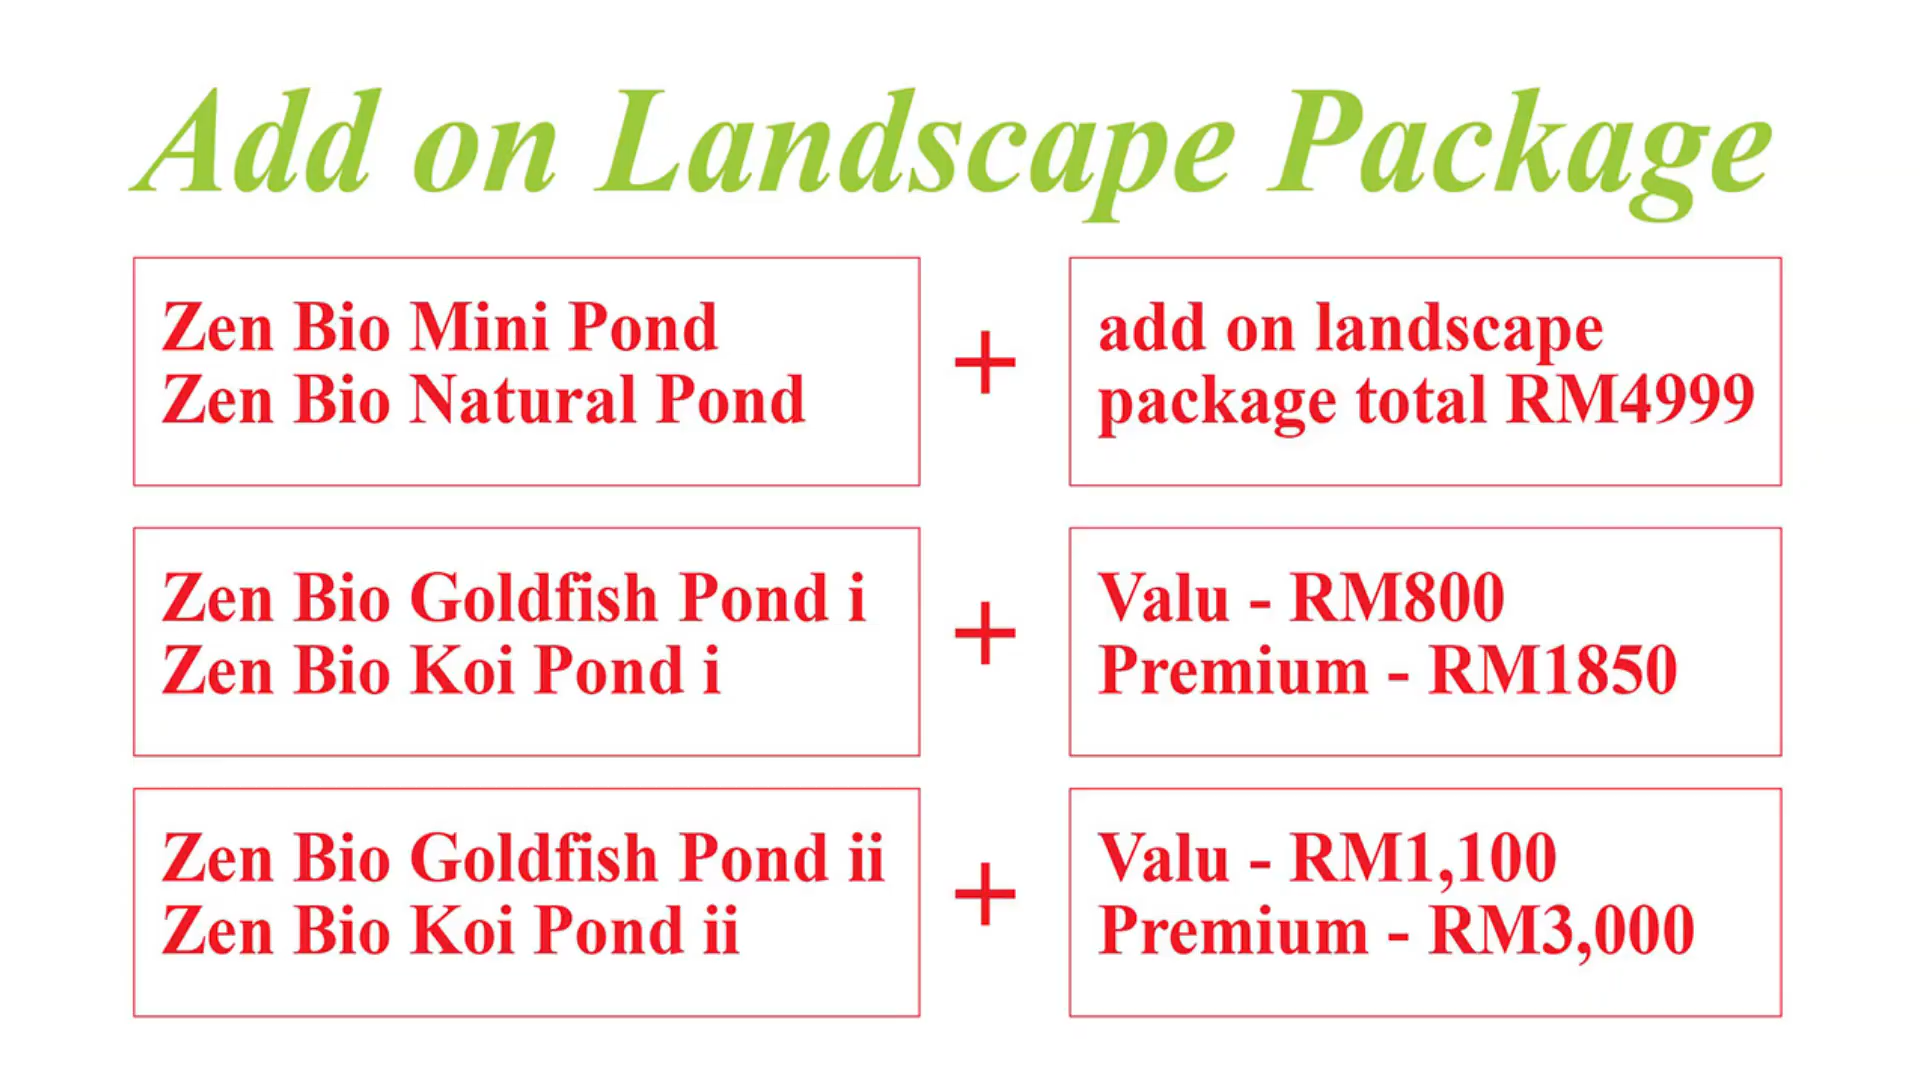 Add on Landscape Package
Zen Bio Mini Pond
Zen Bio Natural Pond
+
add on landscape
package total RM4999
Zen Bio Goldfish Pond i
Zen Bio Koi Pond i
+
Valu - RM800
Premium - RM1850
Zen Bio Goldfish Pond ii
Zen Bio Koi Pond ii
+
Valu - RM1,100
Premium - RM3,000